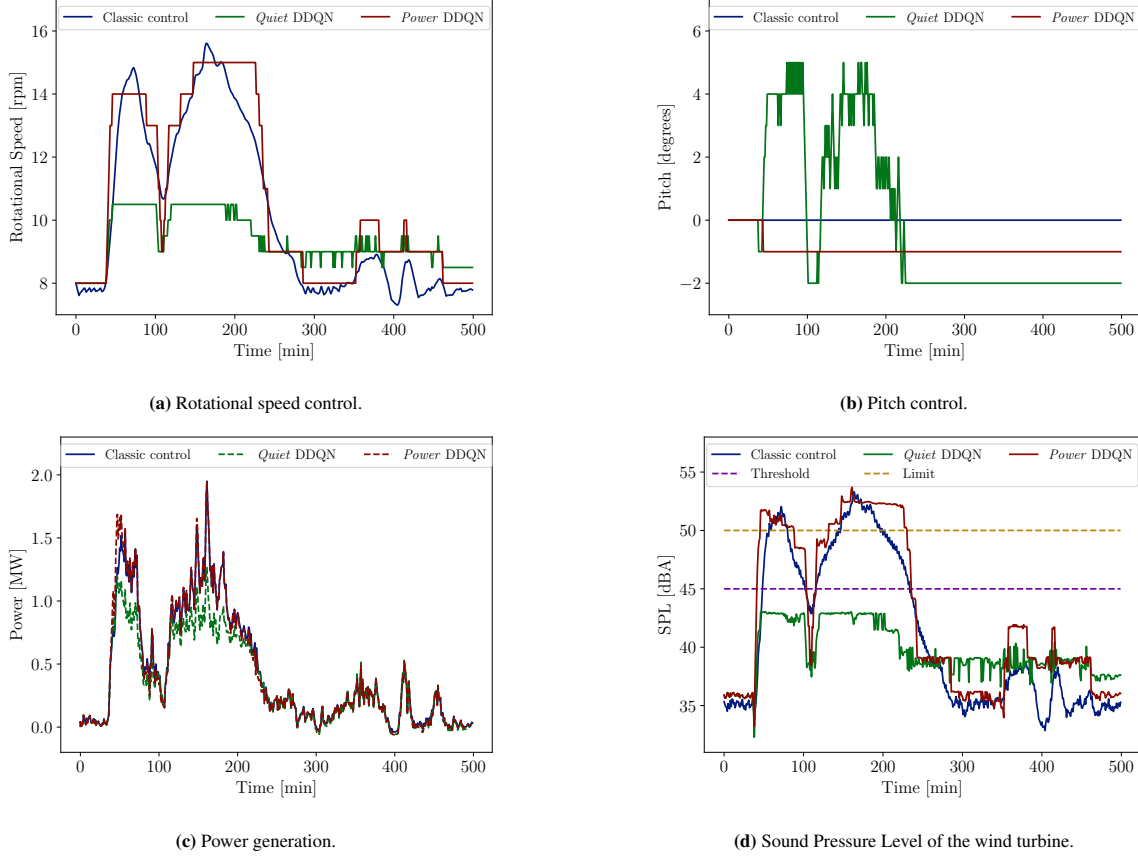 Classic control Quiet DDQN Power DDQN
16
14
12
10
8
Rotational Speed [rpm]
0 100 200 300 400 500
Time [min]
(a) Rotational speed control.
Classic control Quiet DDQN Power DDQN
6
4
2
0
−2
Pitch [degrees]
0 100 200 300 400 500
Time [min]
(b) Pitch control.
Classic control Quiet DDQN Power DDQN
2.0
1.5
1.0
0.5
0.0
Power [MW]
0 100 200 300 400 500
Time [min]
(c) Power generation.
55
Classic control Quiet DDQN Power DDQN
Threshold Limit
50
45
40
35
SPL [dBA]
0 100 200 300 400 500
Time [min]
(d) Sound Pressure Level of the wind turbine.